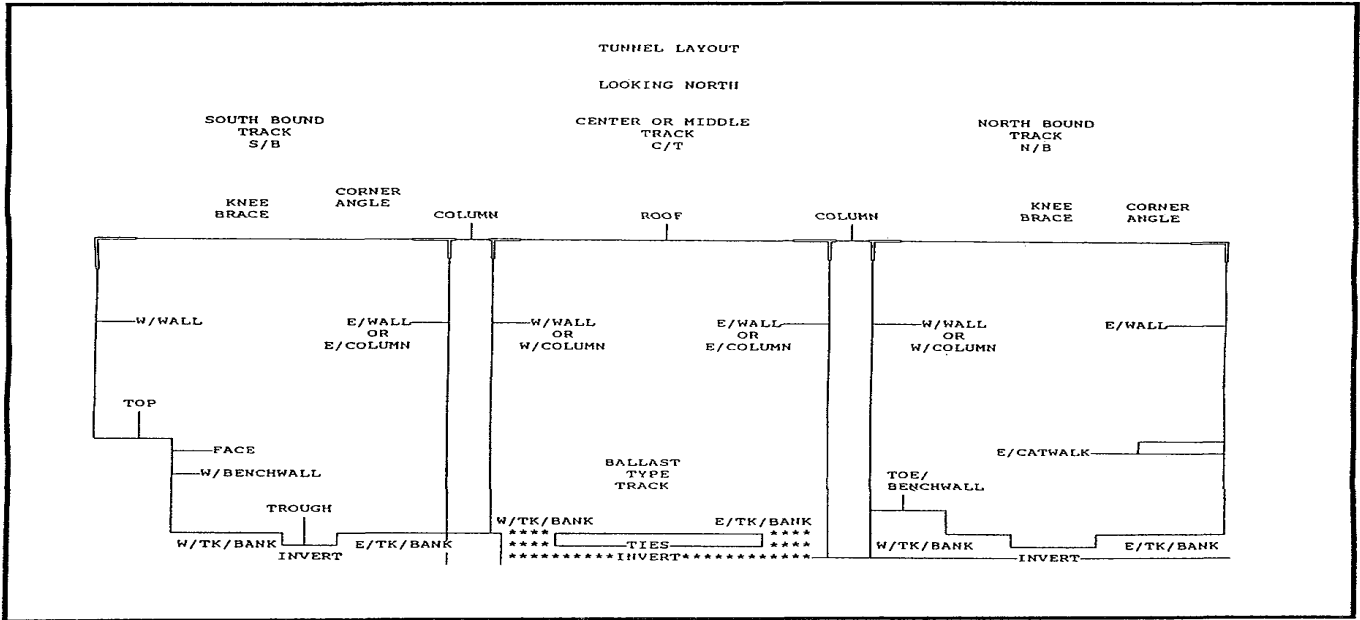 TUNNEL LAYOUT
LOOKING NORTH
SOUTH BOUND
TRACK
S/B
CENTER OR MIDDLE
TRACK
C/T
NORTH BOUND
TRACK
N/B
KNEE
BRACE
CORNER
ANGLE
COLUMN
ROOF
COLUMN
KNEE
BRACE
CORNER
ANGLE
W/WALL
E/WALL
OR
E/COLUMN
W/WALL
OR
W/COLUMN
E/WALL
OR
E/COLUMN
W/WALL
OR
W/COLUMN
E/WALL
TOP
FACE
W/BENCHWALL
TROUGH
W/TK/BANK
INVERT
E/TK/BANK
BALLAST
TYPE
TRACK
W/TK/BANK
E/TK/BANK
TIES
INVERT
E/CATWALK
TOE/
BENCHWALL
W/TK/BANK
INVERT
E/TK/BANK